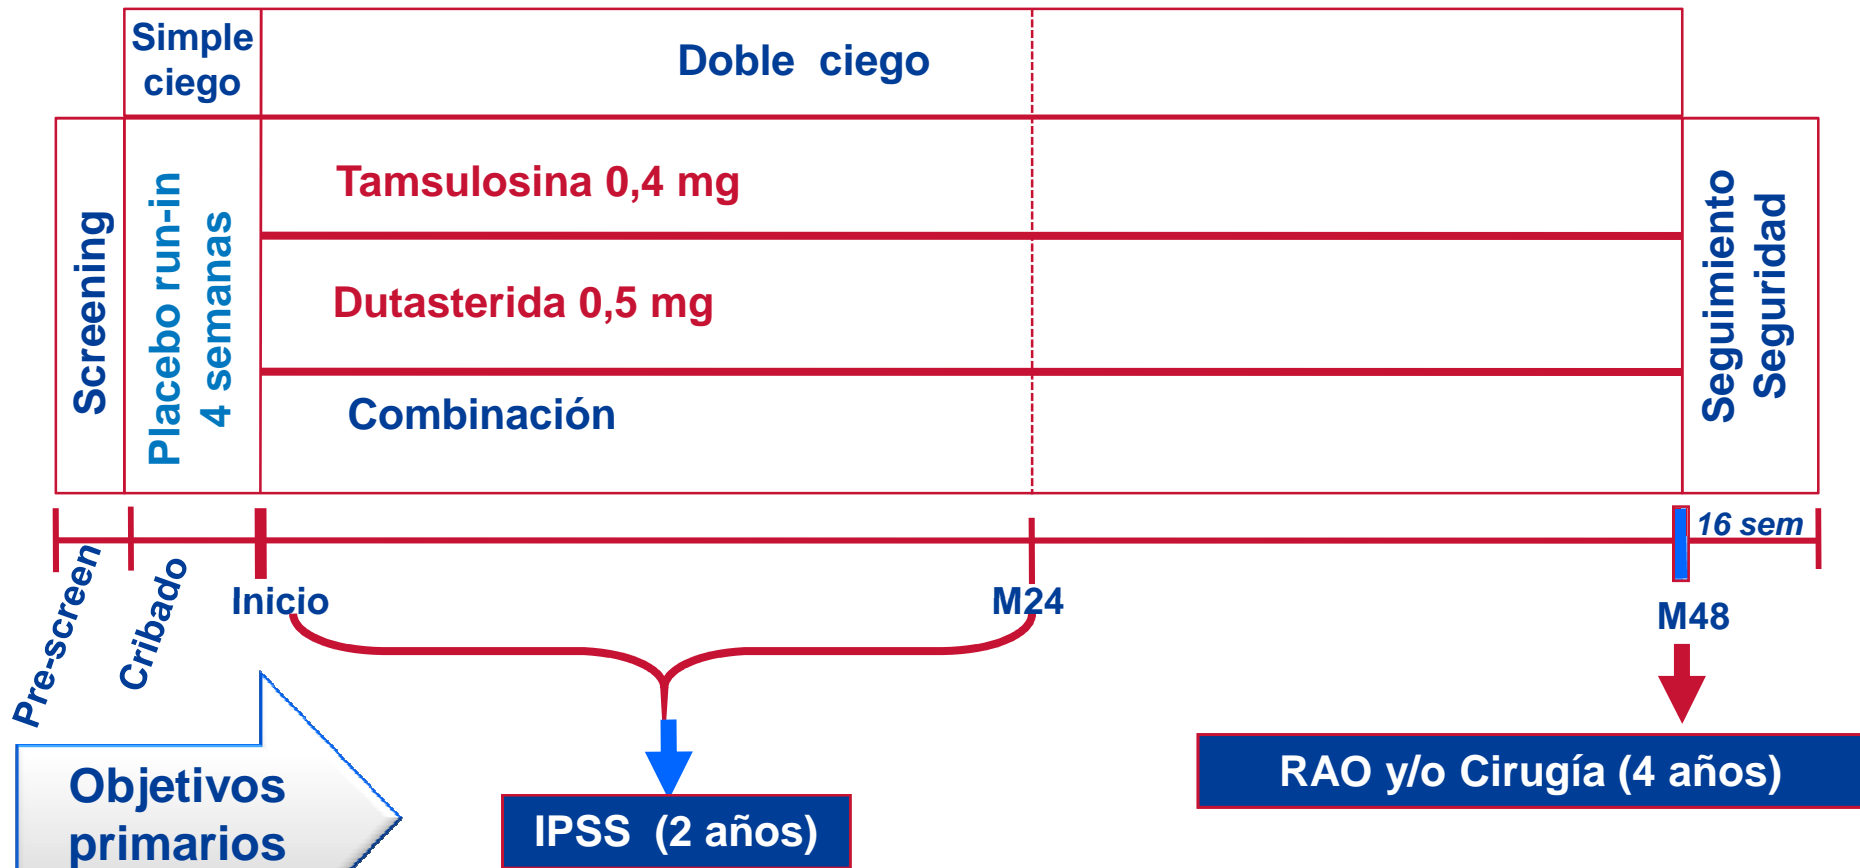 Simple
ciego
Doble ciego
Screening
Placebo run-in
4 semanas
Tamsulosina 0,4 mg
Dutasterida 0,5 mg
Combinación
Seguimiento
Seguridad
16 sem
Pre-screen
Cribado
Inicio
M24
M48
Objetivos
primarios
IPSS (2 años)
RAO y/o Cirugía (4 años)